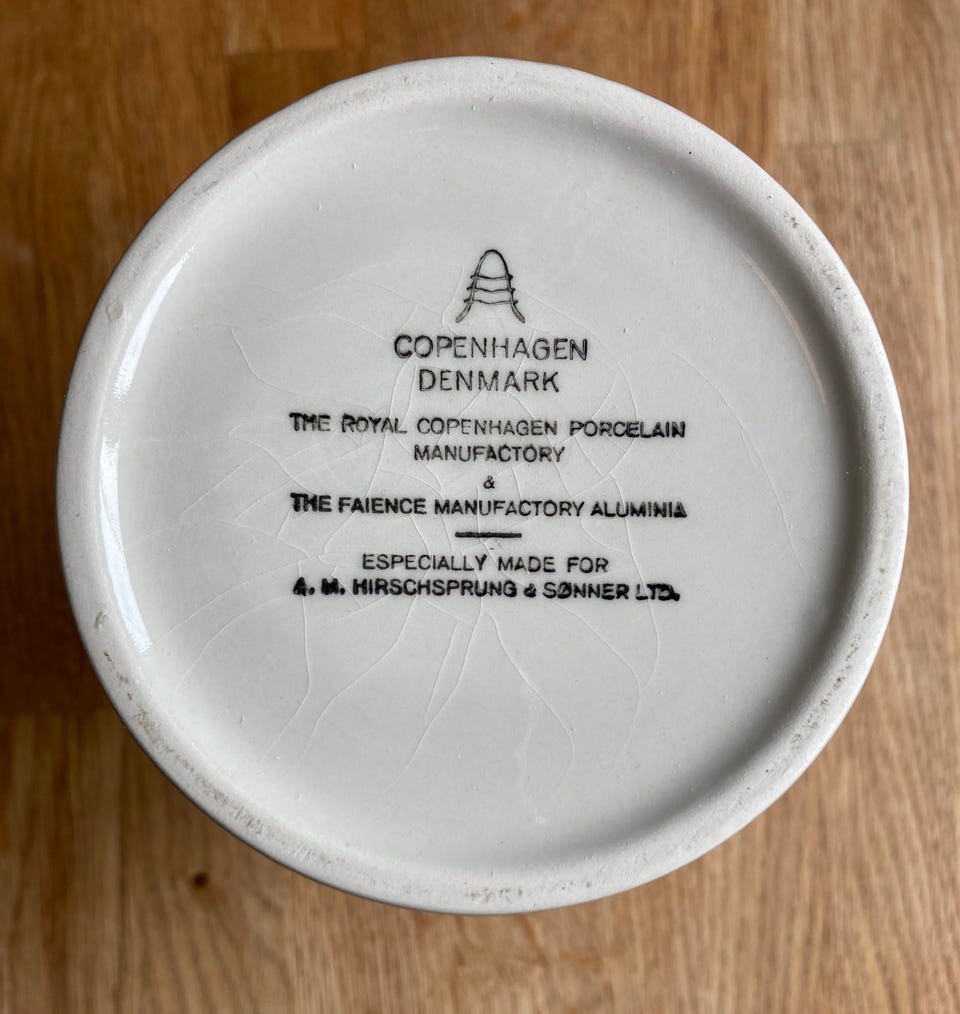 COPENHAGEN
DENMARK
THE ROYAL COPENHAGEN PORCELAIN
MANUFACTORY
&
THE FAIENCE MANUFACTORY ALUMINIA
ESPECIALLY MADE FOR
A. M. HIRSCHSPRUNG & SØNNER LTD.